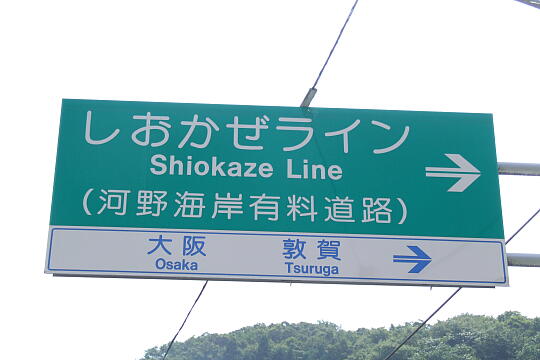 しおかぜライン
Shiokaze Line
(河野海岸有料道路)
大阪 敦賀
Osaka Tsuruga